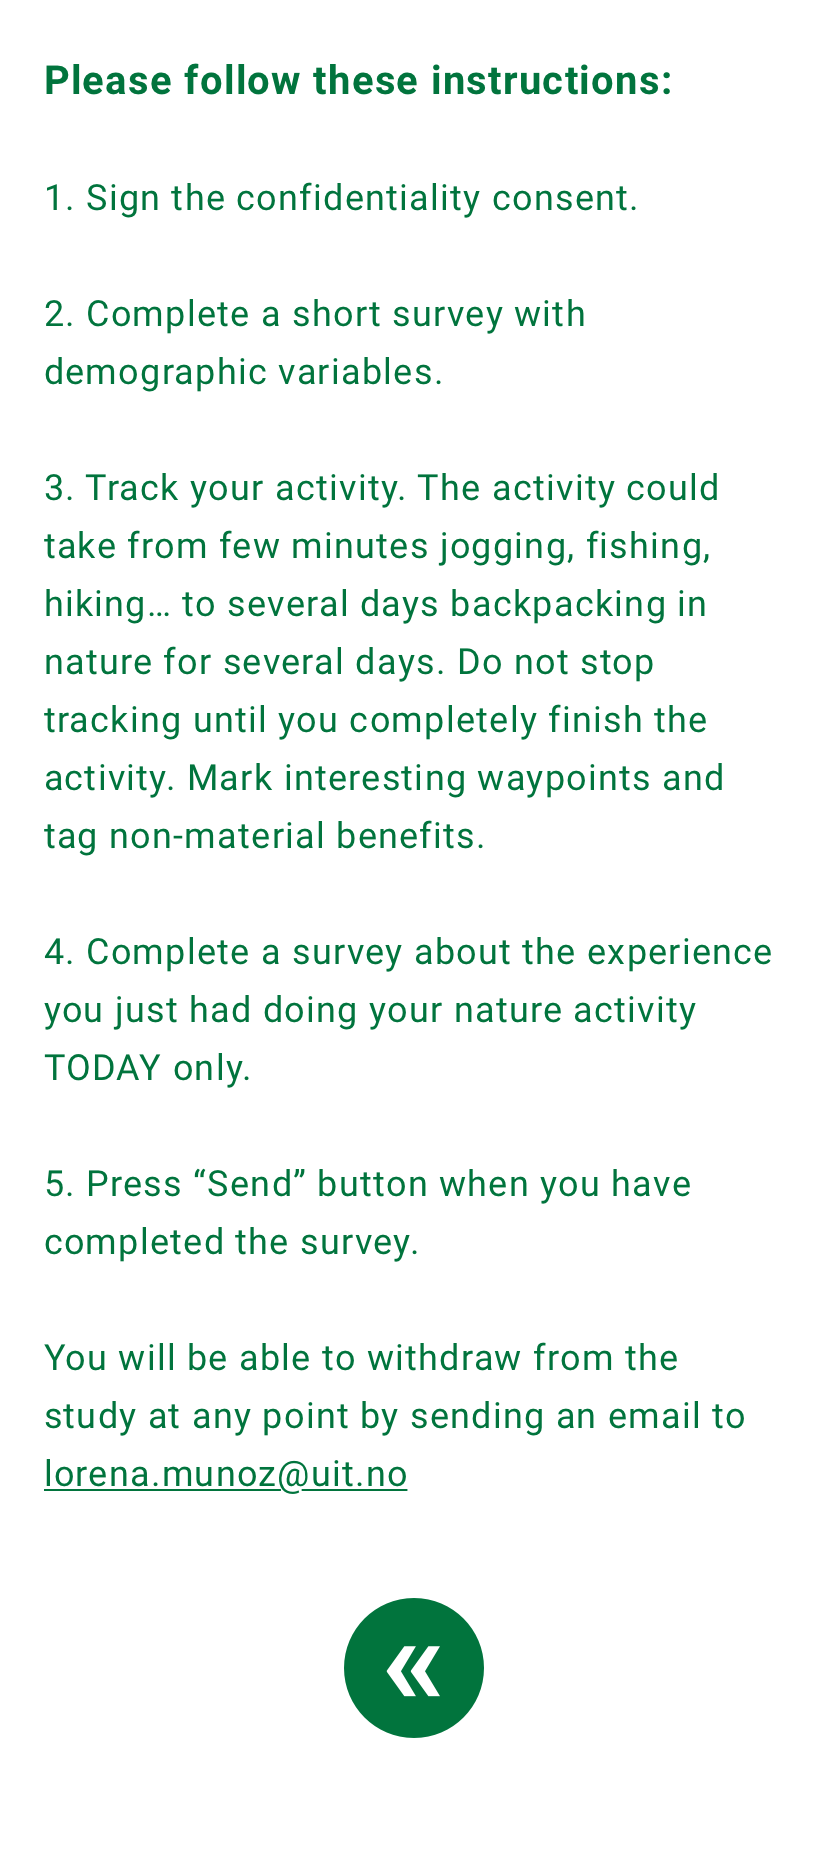 Please follow these instructions:
1. Sign the confidentiality consent.
2. Complete a short survey with
demographic variables.
3. Track your activity. The activity could
take from few minutes jogging, fishing,
hiking… to several days backpacking in
nature for several days. Do not stop
tracking until you completely finish the
activity. Mark interesting waypoints and
tag non-material benefits.
4. Complete a survey about the experience
you just had doing your nature activity
TODAY only.
5. Press “Send” button when you have
completed the survey.
You will be able to withdraw from the
study at any point by sending an email to
lorena.munoz@uit.no
«